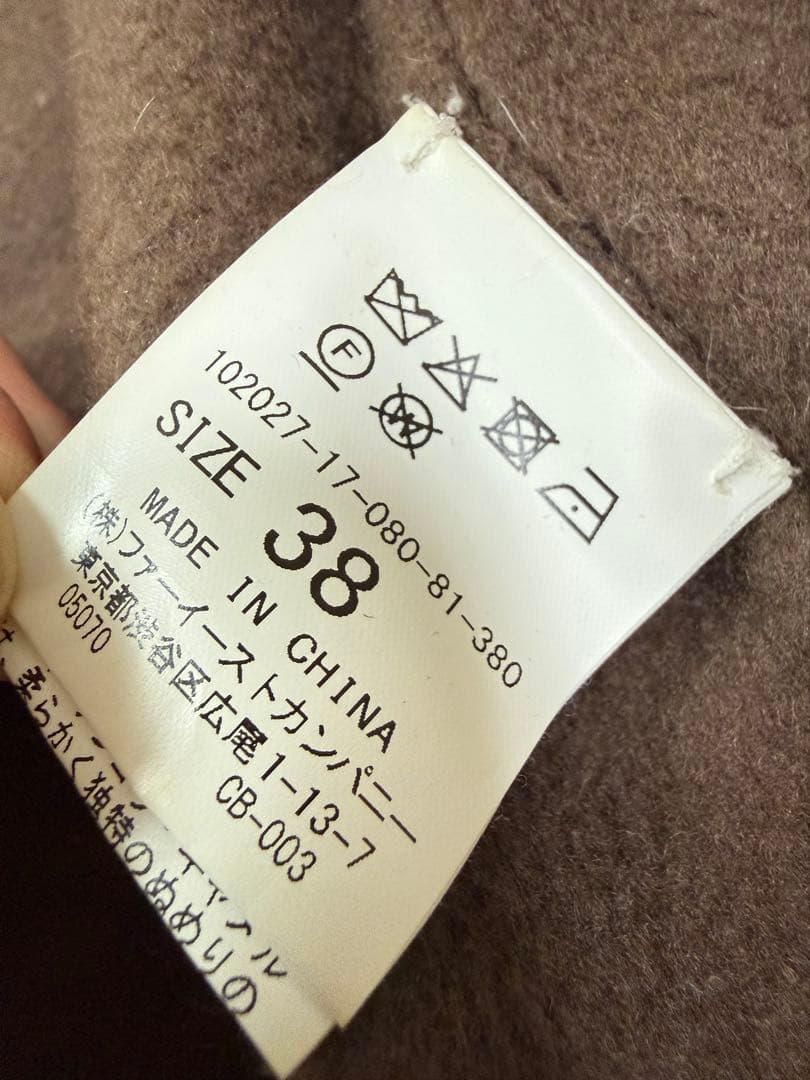 102027-17-080-81-380
SIZE 38
MADE IN CHINA
(株)ファーイーストカンパニー
東京都渋谷区広尾1-13-7
05070 CB-003
柔らかく独特のぬめりの